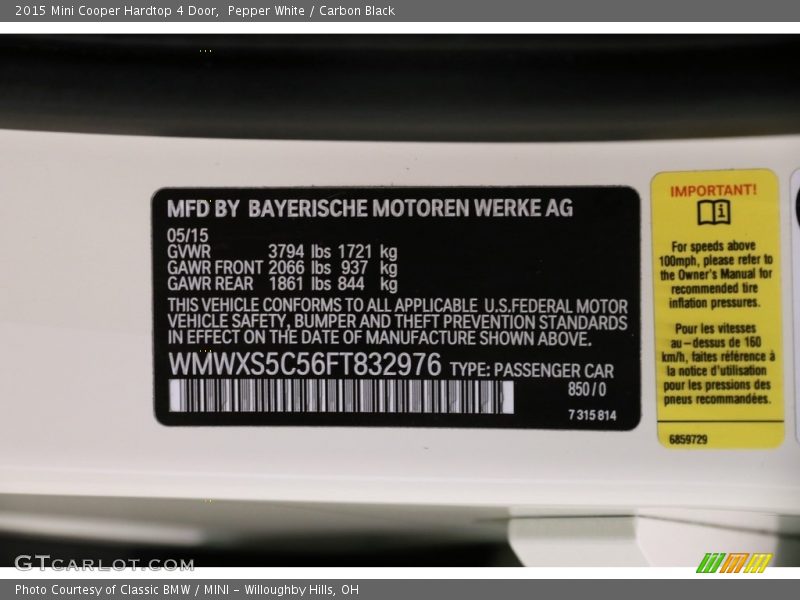 2015 Mini Cooper Hardtop 4 Door,  Pepper White / Carbon Black
MFD BY BAYERISCHE MOTOREN WERKE AG
05/15
GVWR 3794 lbs 1721 kg
GAWR FRONT 2066 lbs 937 kg
GAWR REAR 1861 lbs 844 kg
THIS VEHICLE CONFORMS TO ALL APPLICABLE U.S.FEDERAL MOTOR
VEHICLE SAFETY, BUMPER AND THEFT PREVENTION STANDARDS
IN EFFECT ON THE DATE OF MANUFACTURE SHOWN ABOVE.
WMWXS5C56FT832976 TYPE: PASSENGER CAR
850 / 0
7 315 814
IMPORTANT!
For speeds above
100mph, please refer to
the Owner's Manual for
recommended tire
inflation pressures.
Pour les vitesses
au-dessus de 160
km/h, faites référence à
la notice d'utilisation
pour les pressions des
pneus recommandées.
6859729
GTCARLOT.COM
Photo Courtesy of Classic BMW / MINI - Willoughby Hills, OH